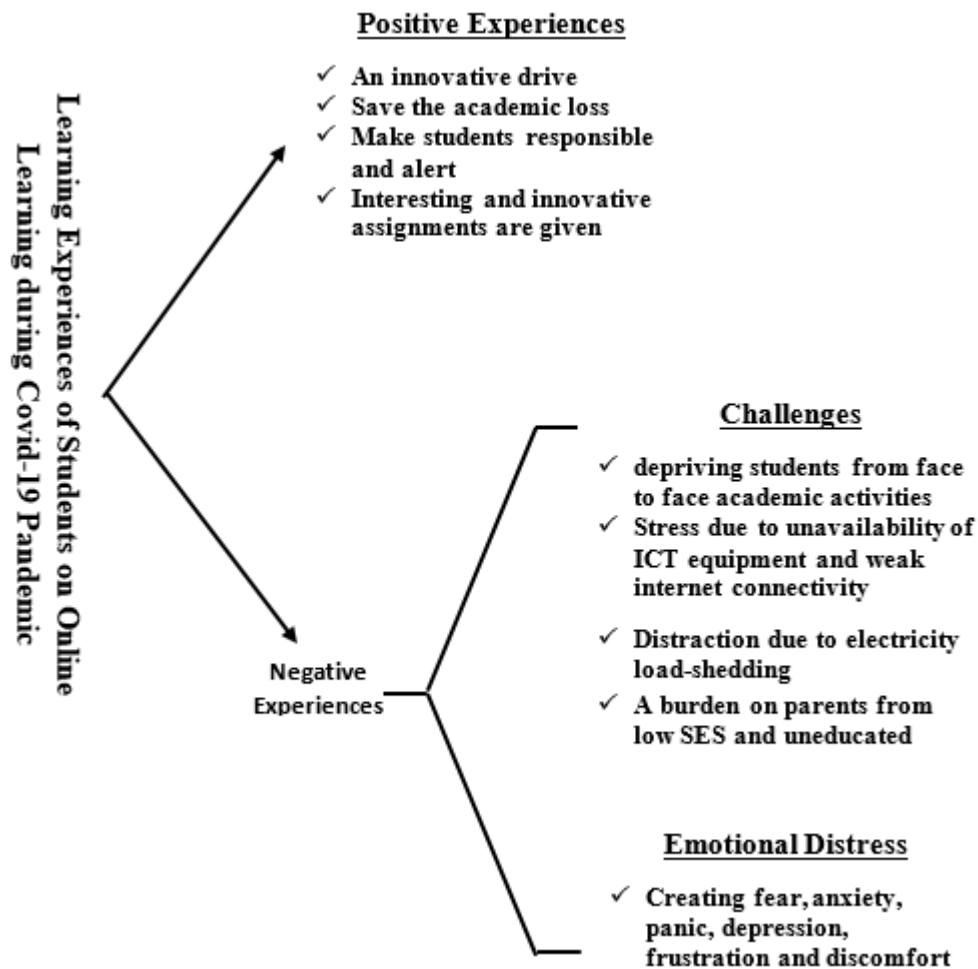 Learning Experiences of Students on Online
Learning during Covid-19 Pandemic
Positive Experiences
✓ An innovative drive
✓ Save the academic loss
✓ Make students responsible
and alert
✓ Interesting and innovative
assignments are given
Negative
Experiences
Challenges
✓ depriving students from face
to face academic activities
✓ Stress due to unavailability of
ICT equipment and weak
internet connectivity
✓ Distraction due to electricity
load-shedding
✓ A burden on parents from
low SES and uneducated
Emotional Distress
✓ Creating fear, anxiety,
panic, depression,
frustration and discomfort